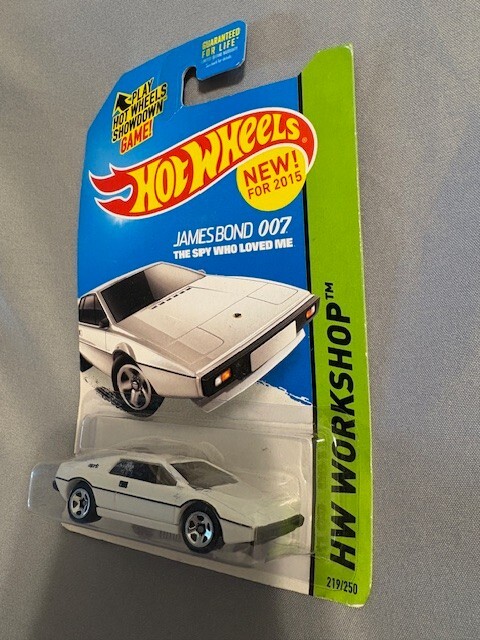 GUARANTEED
FOR LIFE*
PLAY
HOT WHEELS
SHOWDOWN™
GAME!
HOT WHEELS
NEW!
FOR 2015
JAMES BOND 007
THE SPY WHO LOVED ME
HW WORKSHOP™
219/250